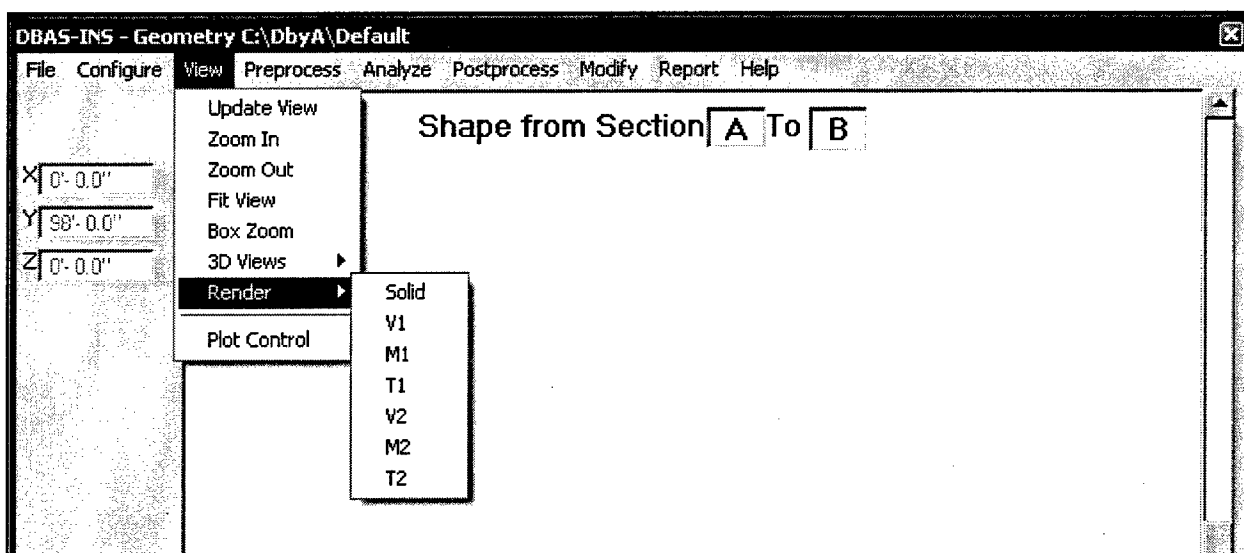 DBAS-INS - Geometry C:\DbyA\Default
File Configure View Preprocess Analyze Postprocess Modify Report Help
Shape from Section A To B
X 0'- 0.0"
Y 98'- 0.0"
Z 0'- 0.0"
Update View
Zoom In
Zoom Out
Fit View
Box Zoom
3D Views
Render
Plot Control
Solid
V1
M1
T1
V2
M2
T2